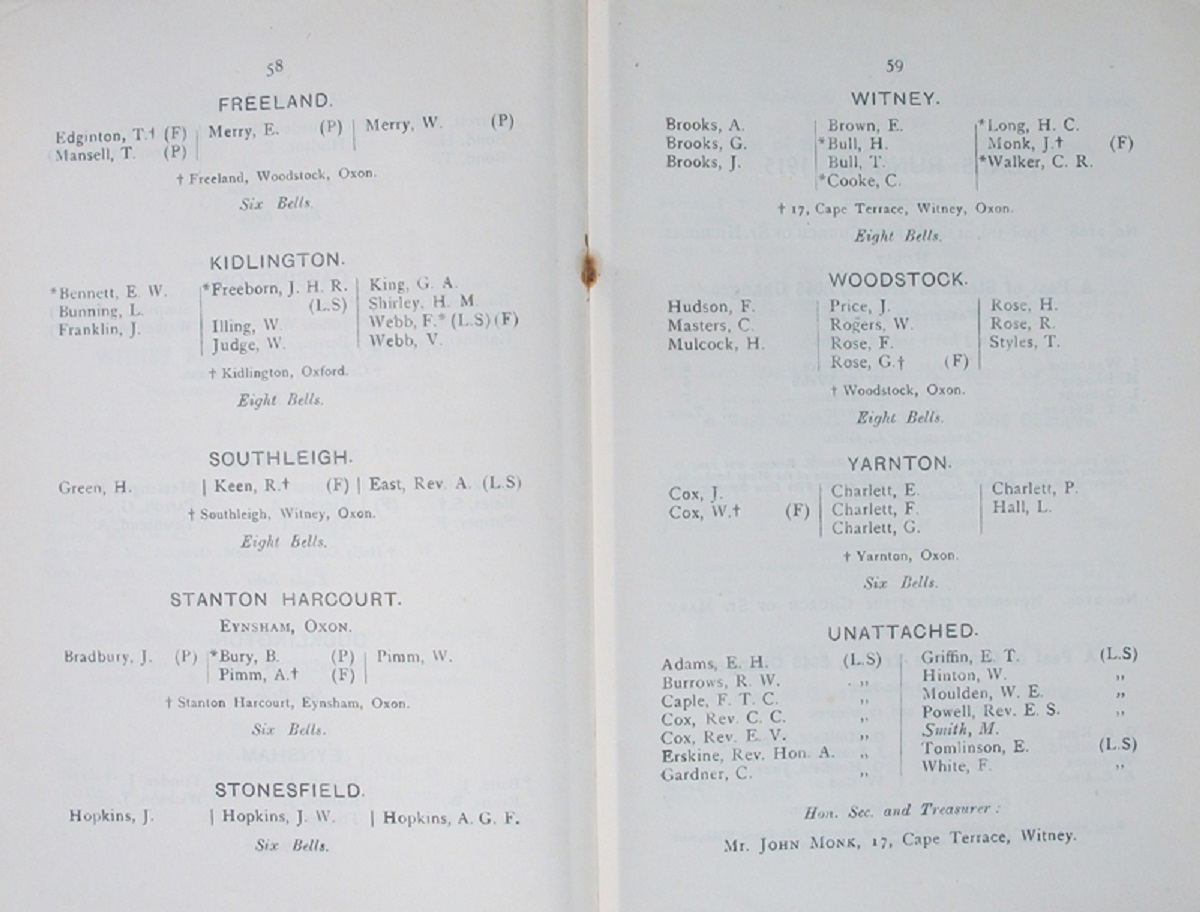 58
FREELAND.
Edginton, T.† (F) | Merry, E. (P) | Merry, W. (P)
Mansell, T. (P)
† Freeland, Woodstock, Oxon.
Six Bells.
KIDLINGTON.
*Bennett, E. W. | *Freeborn, J. H. R. | King, G. A.
Bunning, L. (L.S) Shirley, H. M.
Franklin, J. Illing, W. Webb, F.* (L.S) (F)
Judge, W. Webb, V.
† Kidlington, Oxford.
Eight Bells.
SOUTHLEIGH.
Green, H. | Keen, R.† (F) | East, Rev. A. (L.S)
† Southleigh, Witney, Oxon.
Eight Bells.
STANTON HARCOURT.
EYNSHAM, OXON.
Bradbury, J. (P) | *Bury, B. (P) | Pimm, W.
Pimm, A.† (F)
† Stanton Harcourt, Eynsham, Oxon.
Six Bells.
STONESFIELD.
Hopkins, J. | Hopkins, J. W. | Hopkins, A. G. F.
Six Bells.
59
WITNEY.
Brooks, A. | Brown, E. | *Long, H. C.
Brooks, G. *Bull, H. Monk, J.† (F)
Brooks, J. Bull, T. *Walker, C. R.
*Cooke, C.
† 17, Cape Terrace, Witney, Oxon.
Eight Bells.
WOODSTOCK.
Hudson, F. | Price, J. | Rose, H.
Masters, C. Rogers, W. Rose, R.
Mulcock, H. Rose, F. Styles, T.
Rose, G.† (F)
† Woodstock, Oxon.
Eight Bells.
YARNTON.
Cox, J. | Charlett, E. | Charlett, P.
Cox, W.† (F) Charlett, F. Hall, L.
Charlett, G.
† Yarnton, Oxon.
Six Bells.
UNATTACHED.
Adams, E. H. (L.S) | Griffin, E. T. (L.S)
Burrows, R. W. ,, Hinton, W. ,,
Caple, F. T. C. ,, Moulden, W. E. ,,
Cox, Rev. C. C. ,, Powell, Rev. E. S. ,,
Cox, Rev. E. V. ,, Smith, M.
Erskine, Rev. Hon. A. ,, Tomlinson, E. (L.S)
Gardner, C. ,, White, F. ,,
Hon. Sec. and Treasurer:
Mr. JOHN MONK, 17, Cape Terrace, Witney.